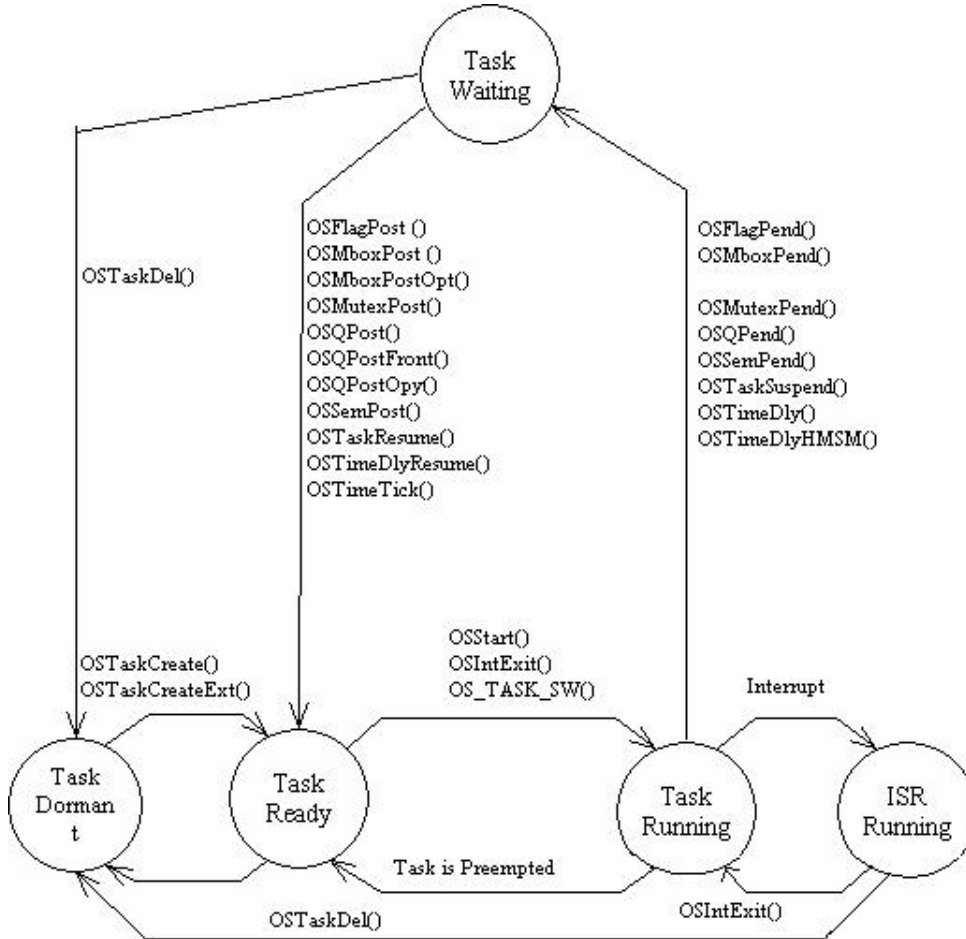 Task
Waiting
OSTaskDel()
OSFlagPost ()
OSMboxPost ()
OSMboxPostOpt()
OSMutexPost()
OSQPost()
OSQPostFront()
OSQPostOpy()
OSSemPost()
OSTaskResume()
OSTimeDlyResume()
OSTimeTick()
OSFlagPend()
OSMboxPend()
OSMutexPend()
OSQPend()
OSSemPend()
OSTaskSuspend()
OSTimeDly()
OSTimeDlyHMSM()
OSTaskCreate()
OSTaskCreateExt()
OSStart()
OSIntExit()
OS_TASK_SW()
Interrupt
Task
Dorman
t
Task
Ready
Task
Running
ISR
Running
Task is Preempted
OSIntExit()
OSTaskDel()